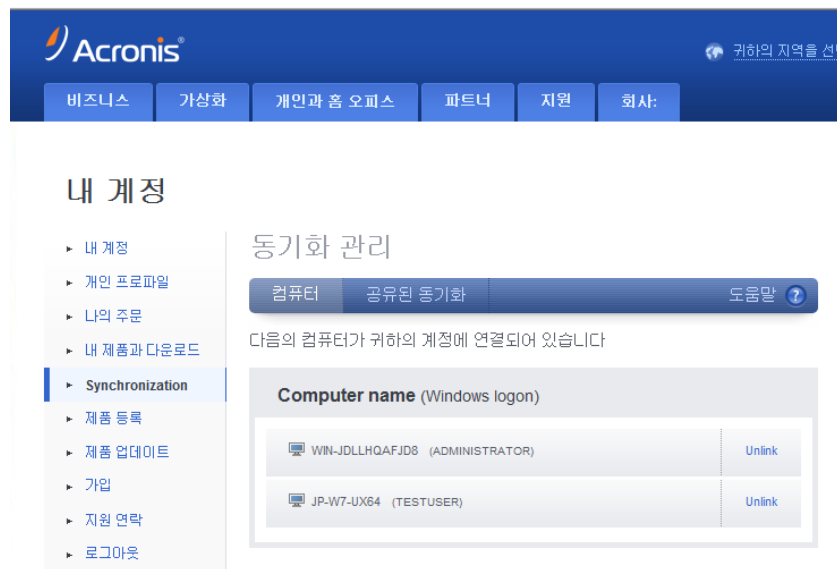 Acronis®
귀하의 지역을 선
비즈니스 가상화 개인과 홈 오피스 파트너 지원 회사:
내 계정
내 계정
개인 프로파일
나의 주문
내 제품과 다운로드
Synchronization
제품 등록
제품 업데이트
가입
지원 연락
로그아웃
동기화 관리
컴퓨터 공유된 동기화 도움말 ?
다음의 컴퓨터가 귀하의 계정에 연결되어 있습니다
Computer name (Windows logon)
WIN-JDLLHQAFJD8 (ADMINISTRATOR) Unlink
JP-W7-UX64 (TESTUSER) Unlink